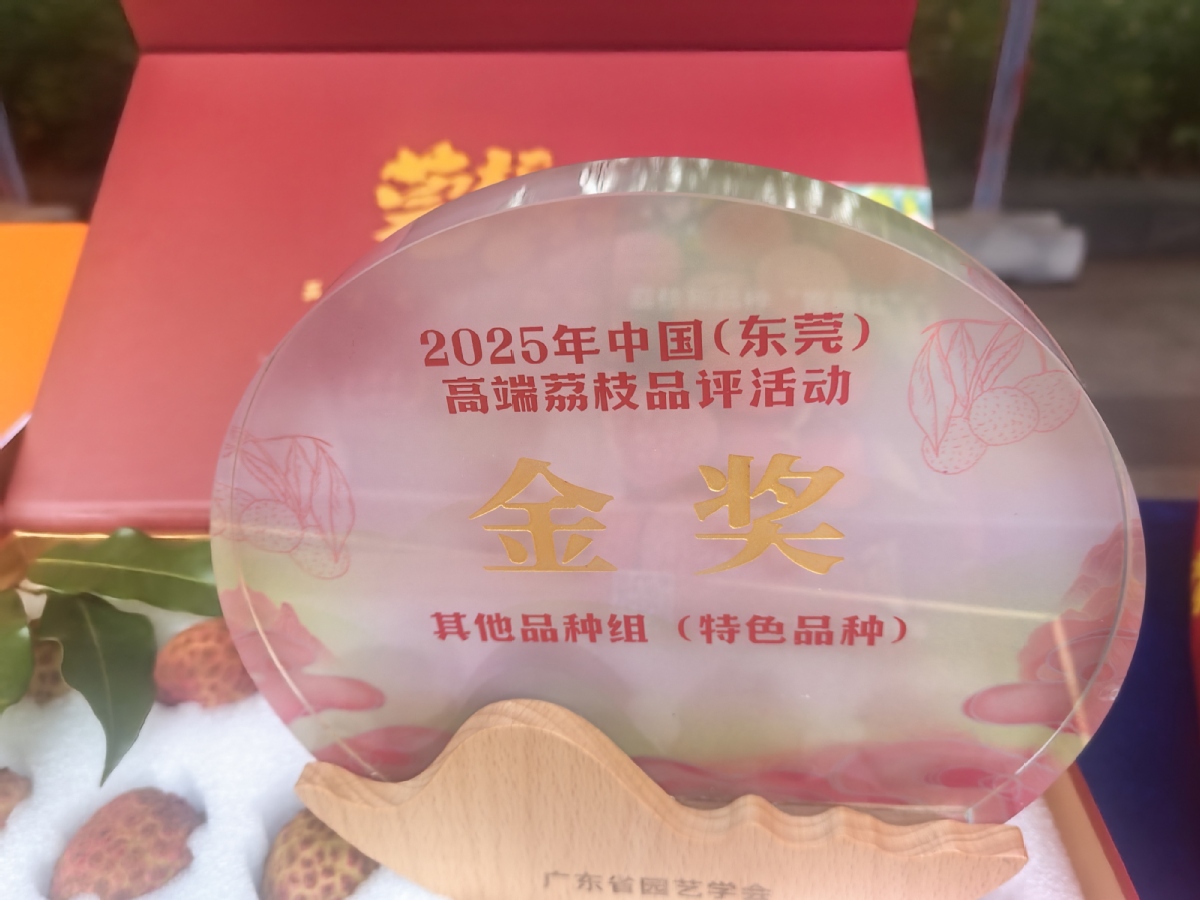 2025年中国(东莞)
高端荔枝品评活动
金奖
其他品种组(特色品种)
广东省园艺学会